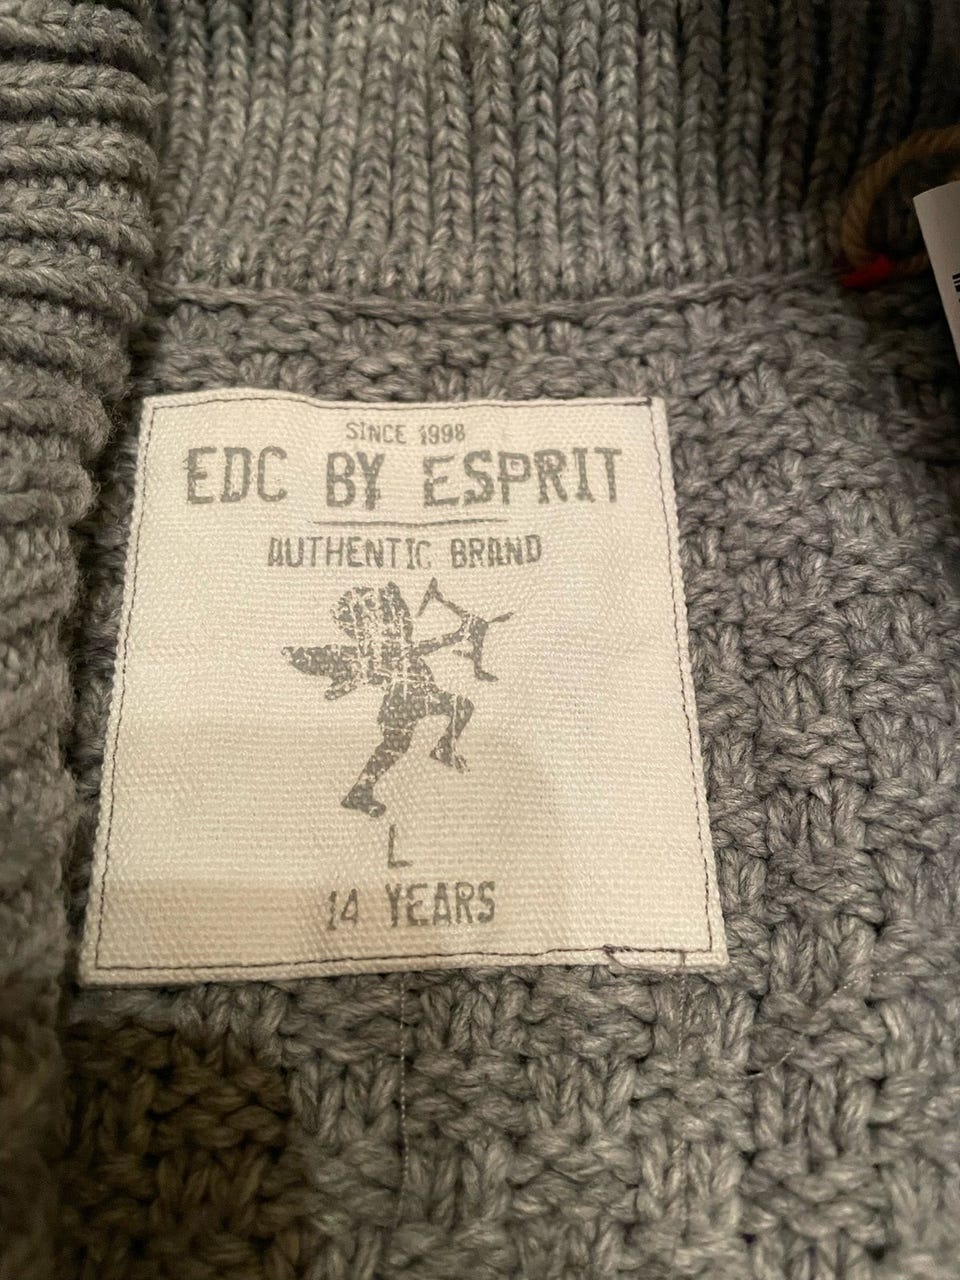 SINCE 1998
EDC BY ESPRIT
AUTHENTIC BRAND
L
14 YEARS